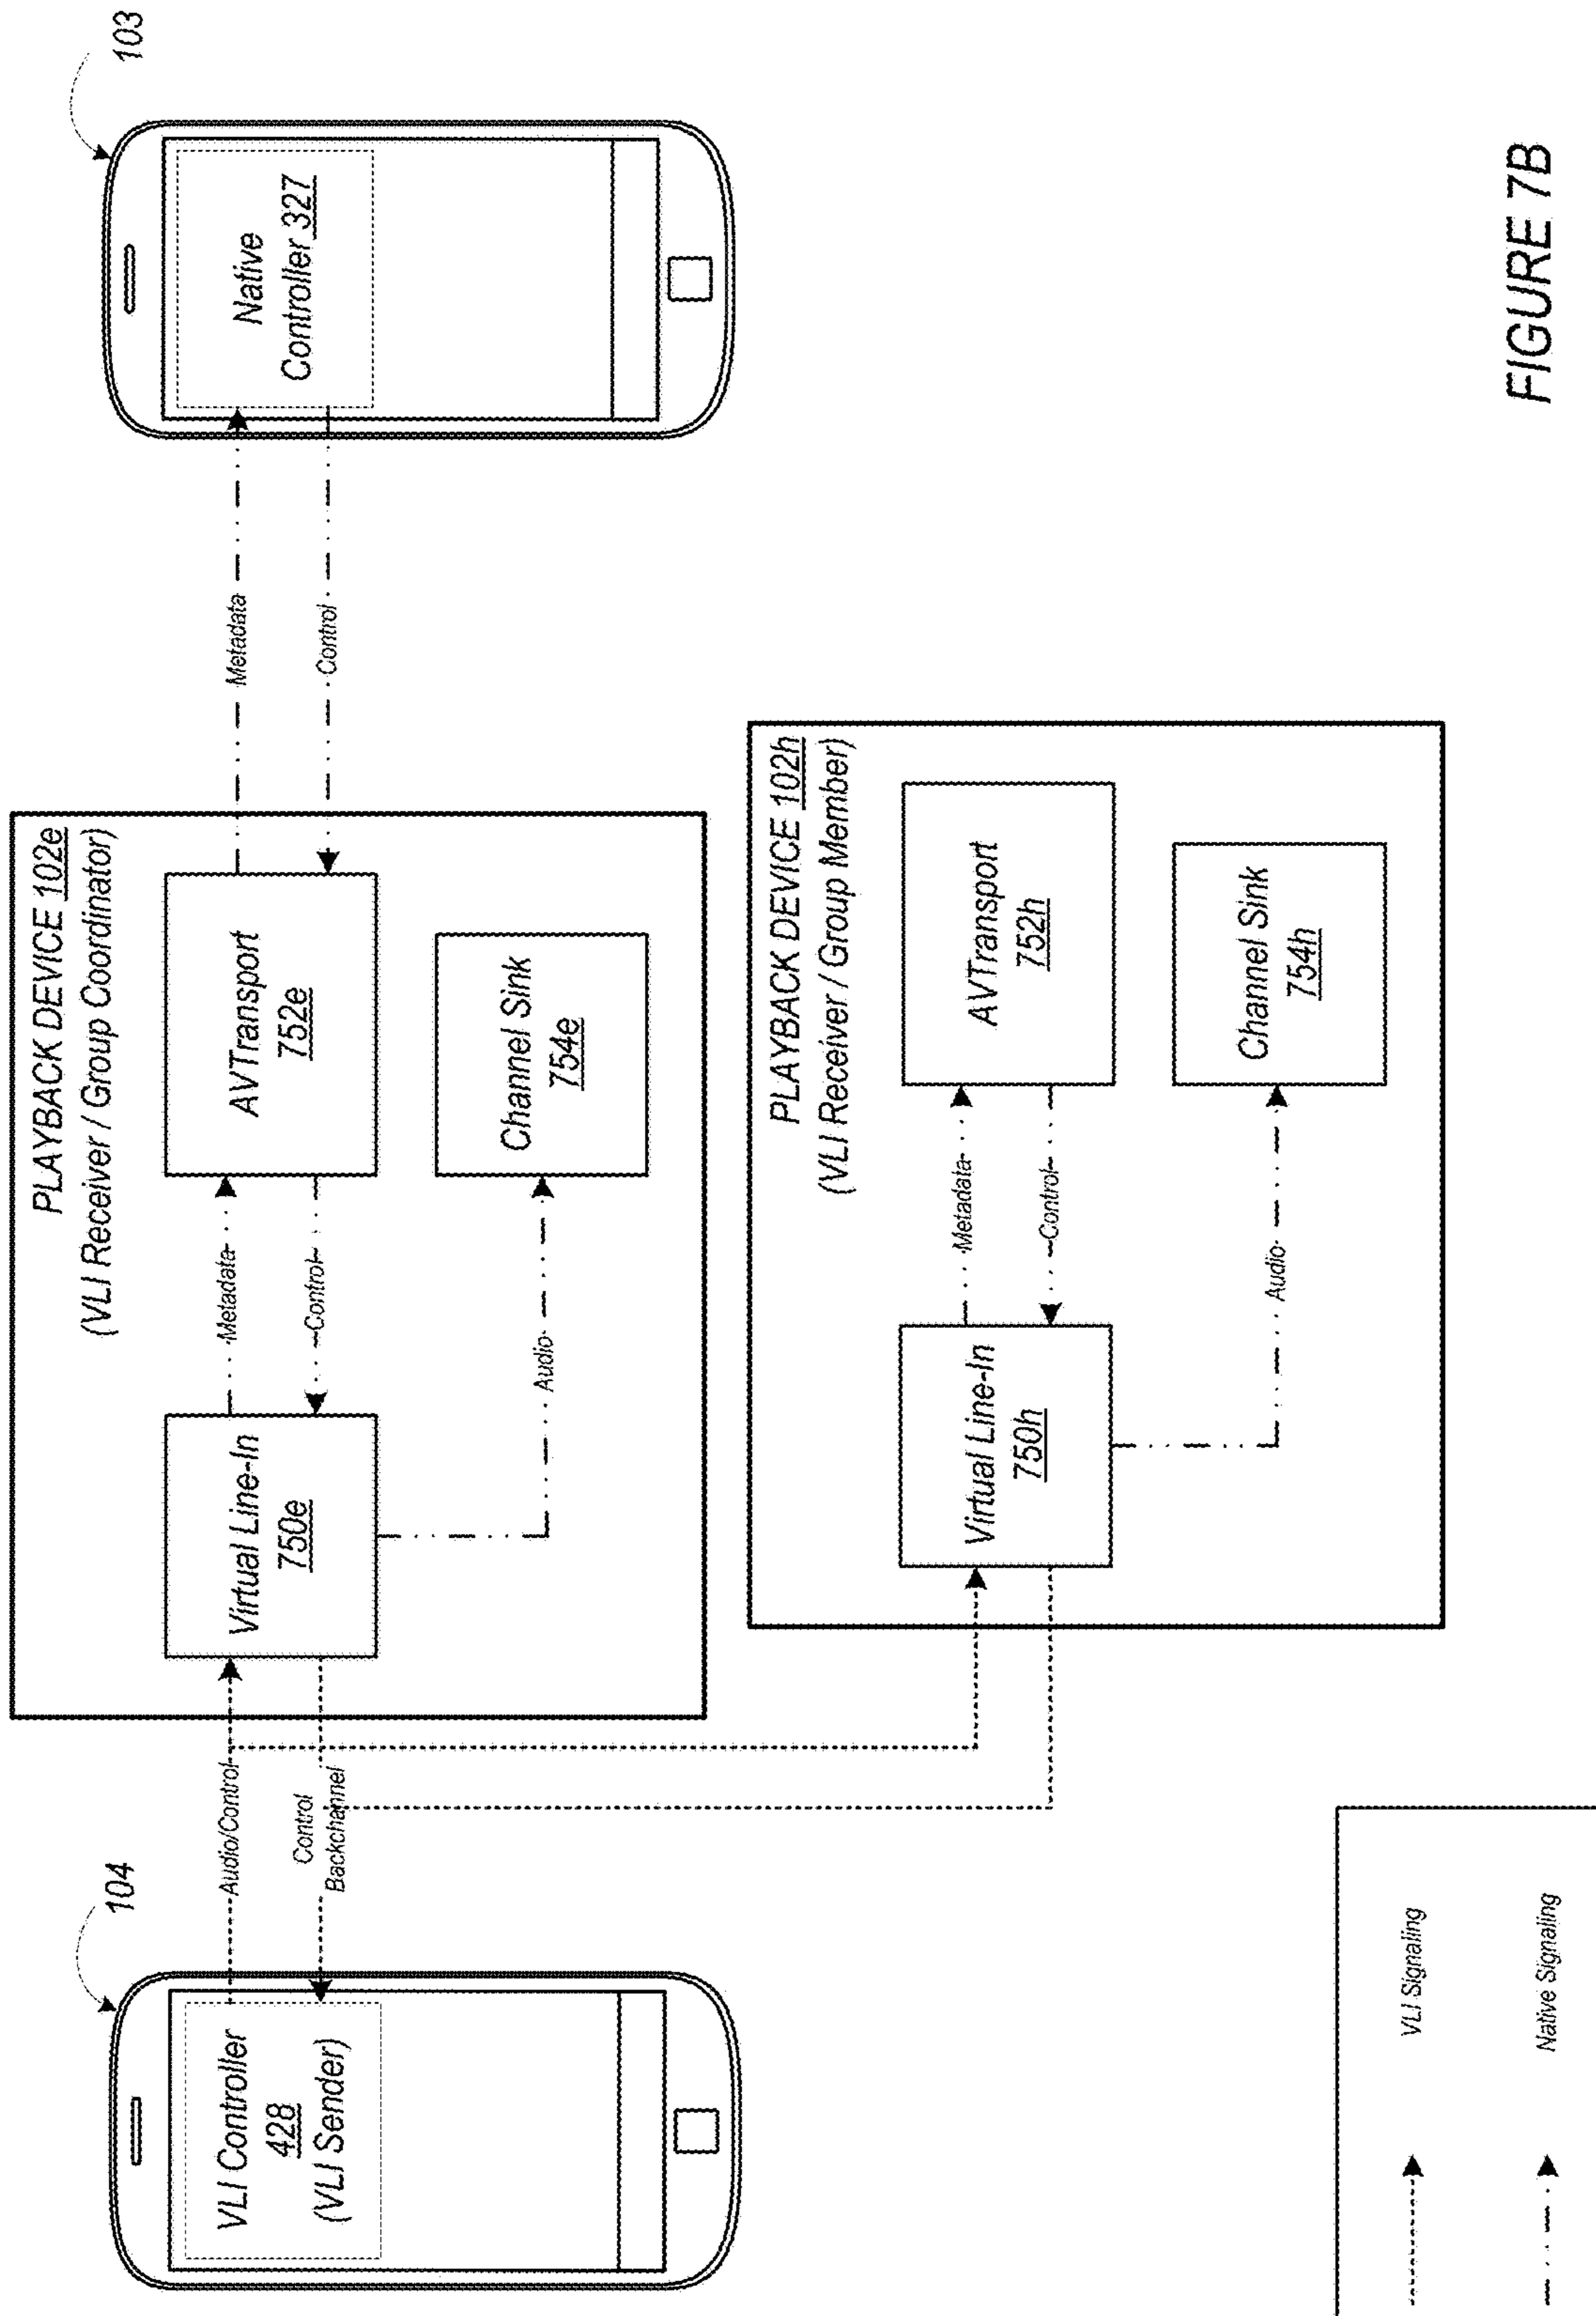 104
VLI Controller
428
(VLI Sender)
Audio/Control
Control
Backchannel
PLAYBACK DEVICE 102e
(VLI Receiver / Group Coordinator)
Virtual Line-In
750e
Metadata
Control
AVTransport
752e
Audio
Channel Sink
754e
Metadata
Control
103
Native
Controller 327
PLAYBACK DEVICE 102h
(VLI Receiver / Group Member)
Virtual Line-In
750h
Metadata
Control
AVTransport
752h
Audio
Channel Sink
754h
VLI Signaling
Native Signaling
FIGURE 7B